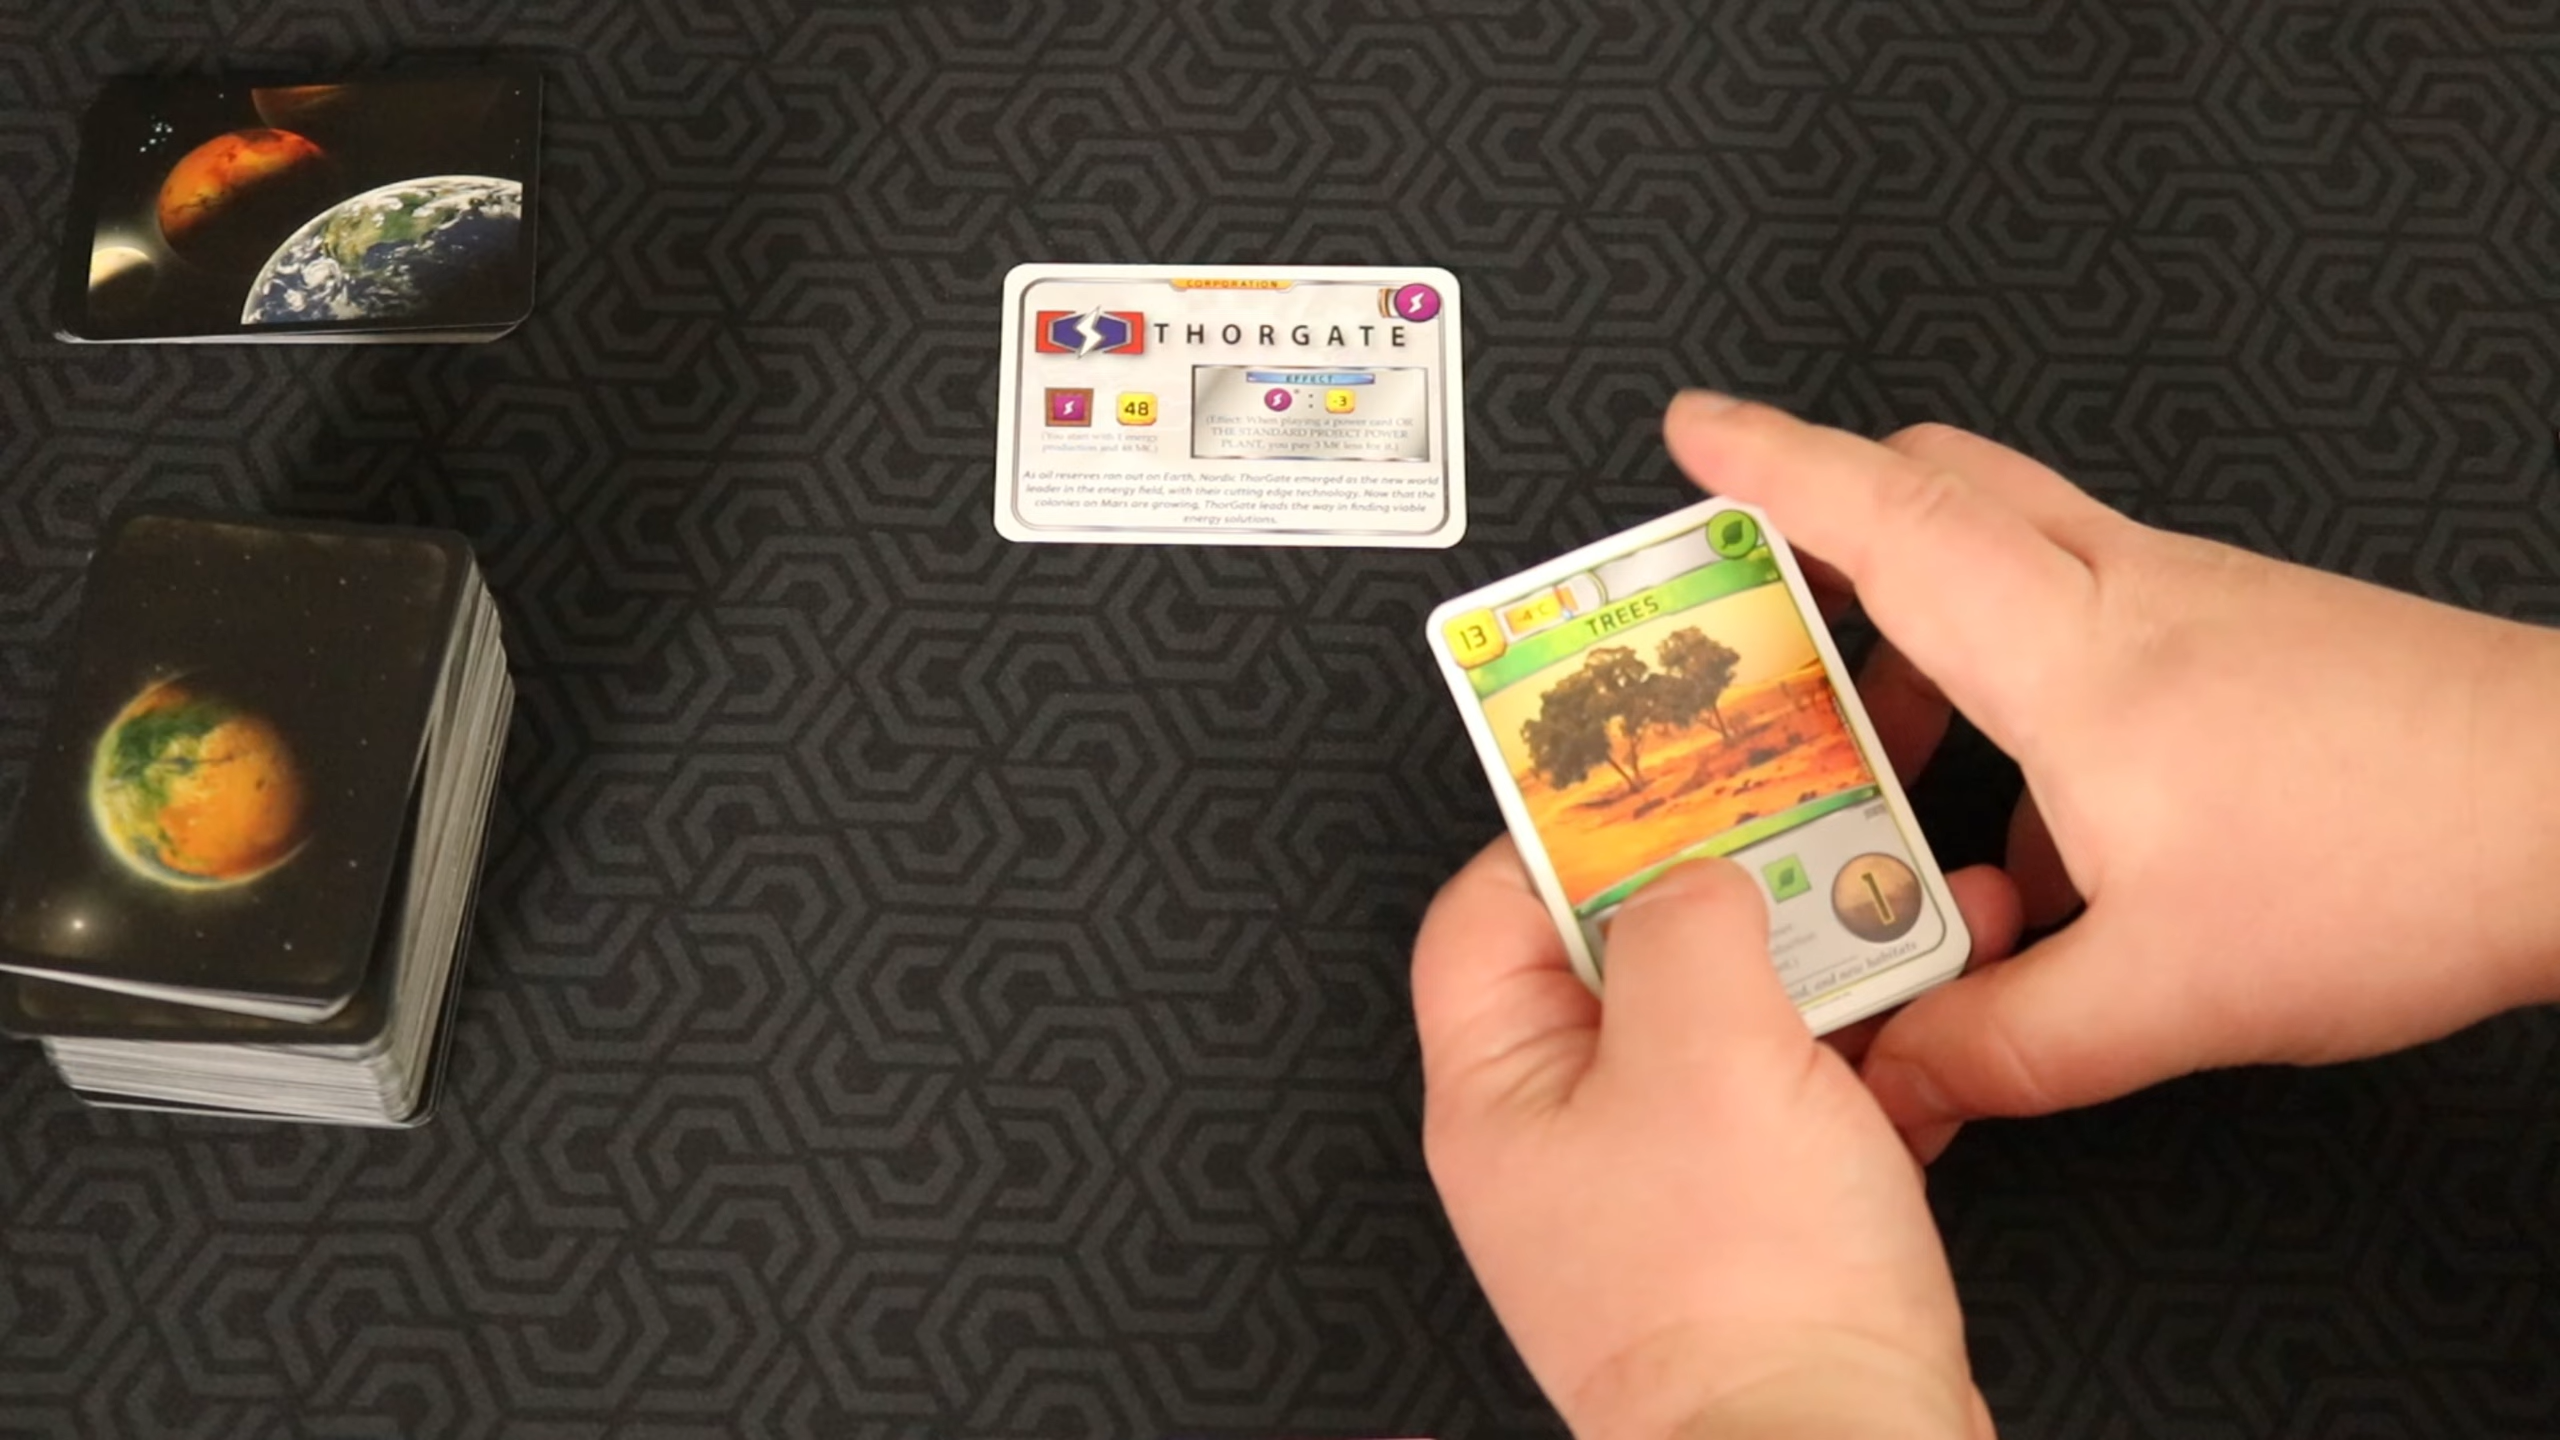 CORPORATION
THORGATE
48
EFFECT
: -3
(You start with 1 energy
production and 48 M€.)
(Effect: When playing a power card OR
THE STANDARD PROJECT POWER
PLANT, you pay 3 M€ less for it.)
As oil reserves ran out on Earth, Nordic ThorGate emerged as the new world
leader in the energy field, with their cutting edge technology. Now that the
colonies on Mars are growing, ThorGate leads the way in finding viable
energy solutions.
13
-4°C
TREES
1
and new habitats